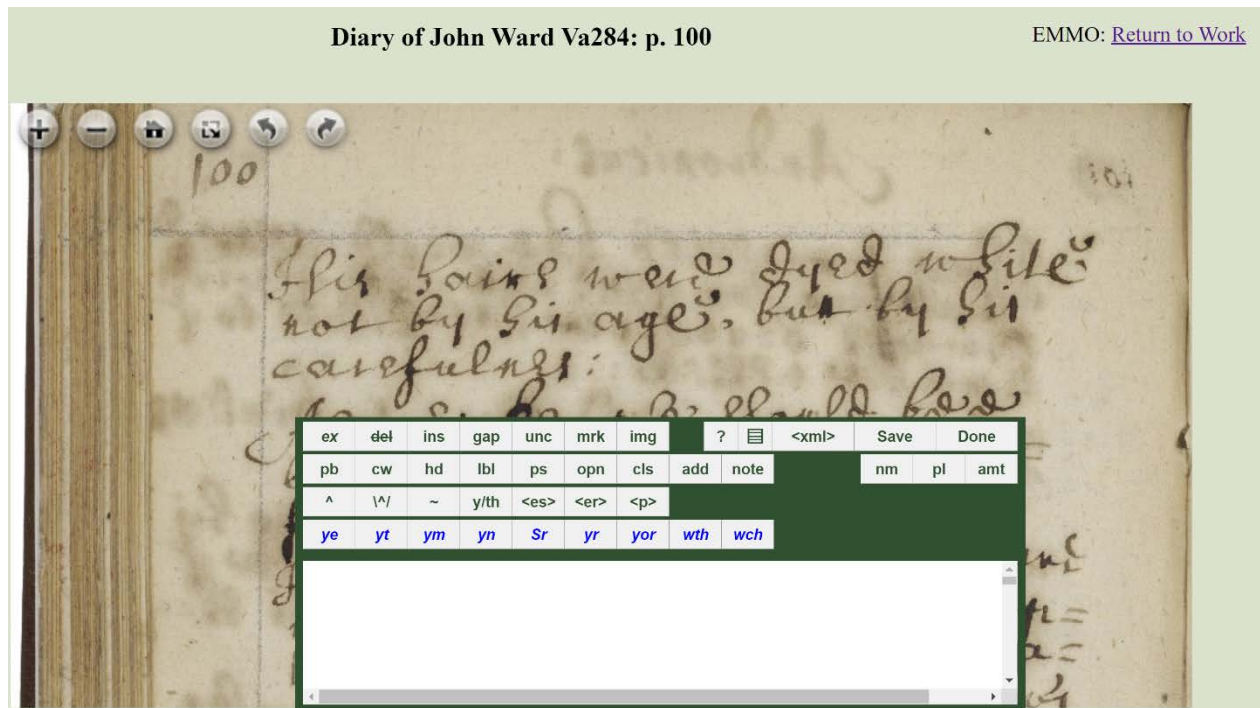 Diary of John Ward Va284: p. 100
EMMO: Return to Work
100
101
His haires were dyed white
not by his age, but by his
carefulness:
should
ex del ins gap unc mrk img ? <xml> Save Done
pb cw hd lbl ps opn cls add note nm pl amt
^ \^/ ~ y/th <es> <er> <p>
ye yt ym yn Sr yr yor wth wch